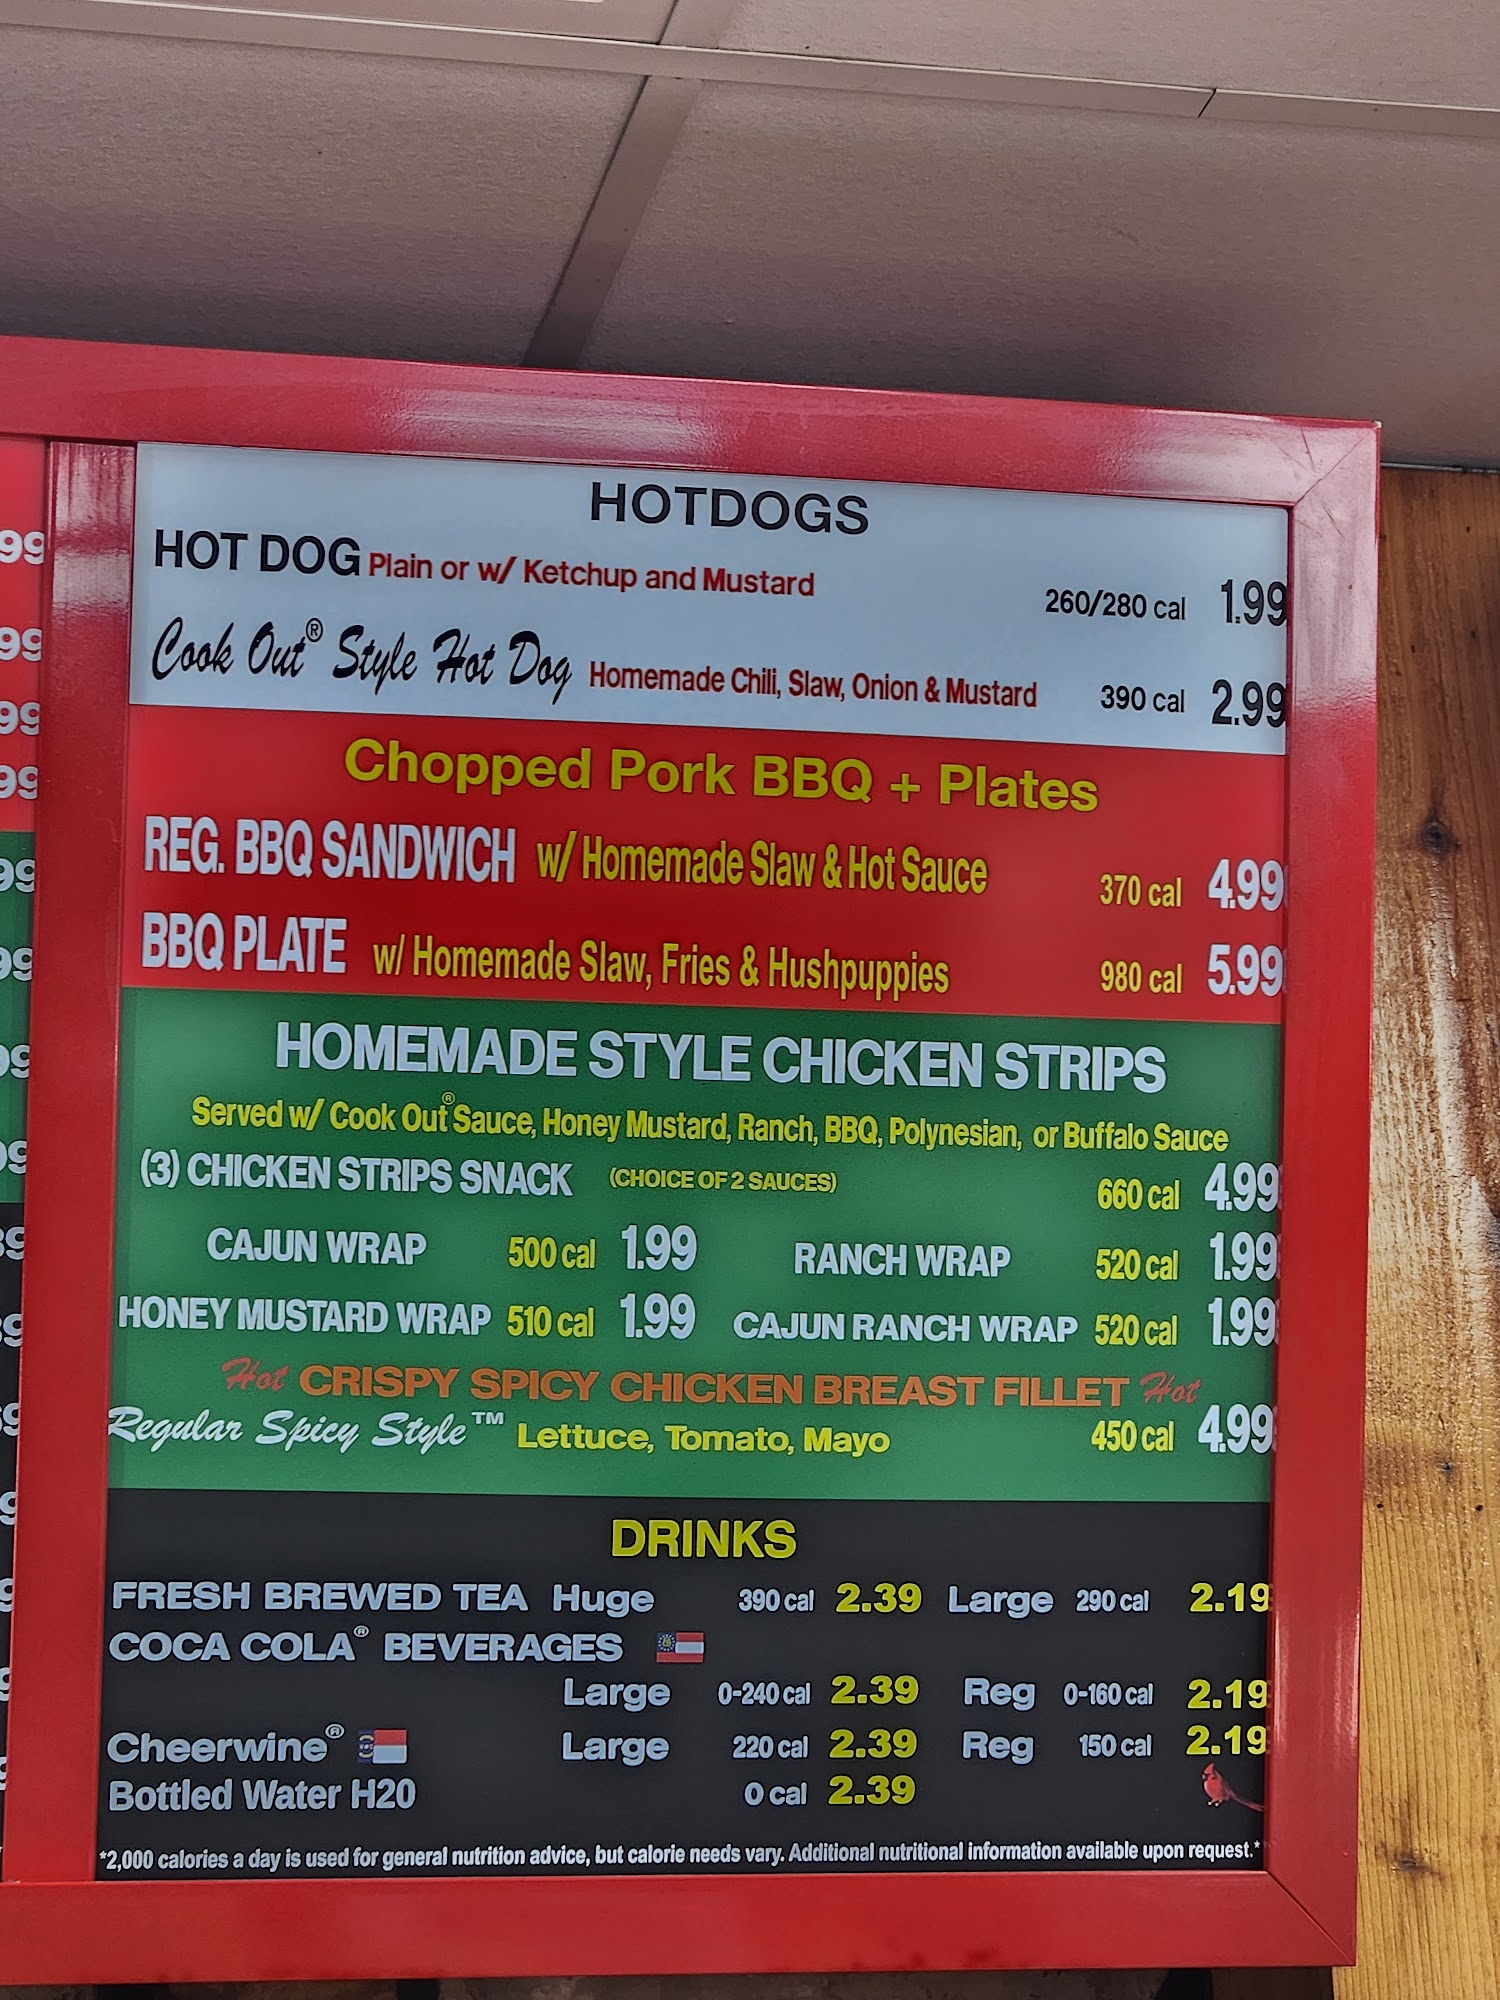 HOTDOGS
HOT DOG Plain or w/ Ketchup and Mustard 260/280 cal 1.99
Cook Out® Style Hot Dog Homemade Chili, Slaw, Onion & Mustard 390 cal 2.99
Chopped Pork BBQ + Plates
REG. BBQ SANDWICH w/ Homemade Slaw & Hot Sauce 370 cal 4.99
BBQ PLATE w/ Homemade Slaw, Fries & Hushpuppies 980 cal 5.99
HOMEMADE STYLE CHICKEN STRIPS
Served w/ Cook Out® Sauce, Honey Mustard, Ranch, BBQ, Polynesian, or Buffalo Sauce
(3) CHICKEN STRIPS SNACK (CHOICE OF 2 SAUCES) 660 cal 4.99
CAJUN WRAP 500 cal 1.99 RANCH WRAP 520 cal 1.99
HONEY MUSTARD WRAP 510 cal 1.99 CAJUN RANCH WRAP 520 cal 1.99
Hot CRISPY SPICY CHICKEN BREAST FILLET Hot
Regular Spicy Style™ Lettuce, Tomato, Mayo 450 cal 4.99
DRINKS
FRESH BREWED TEA Huge 390 cal 2.39 Large 290 cal 2.19
COCA COLA® BEVERAGES
Large 0-240 cal 2.39 Reg 0-160 cal 2.19
Cheerwine® Large 220 cal 2.39 Reg 150 cal 2.19
Bottled Water H20 0 cal 2.39
*2,000 calories a day is used for general nutrition advice, but calorie needs vary. Additional nutritional information available upon request.*